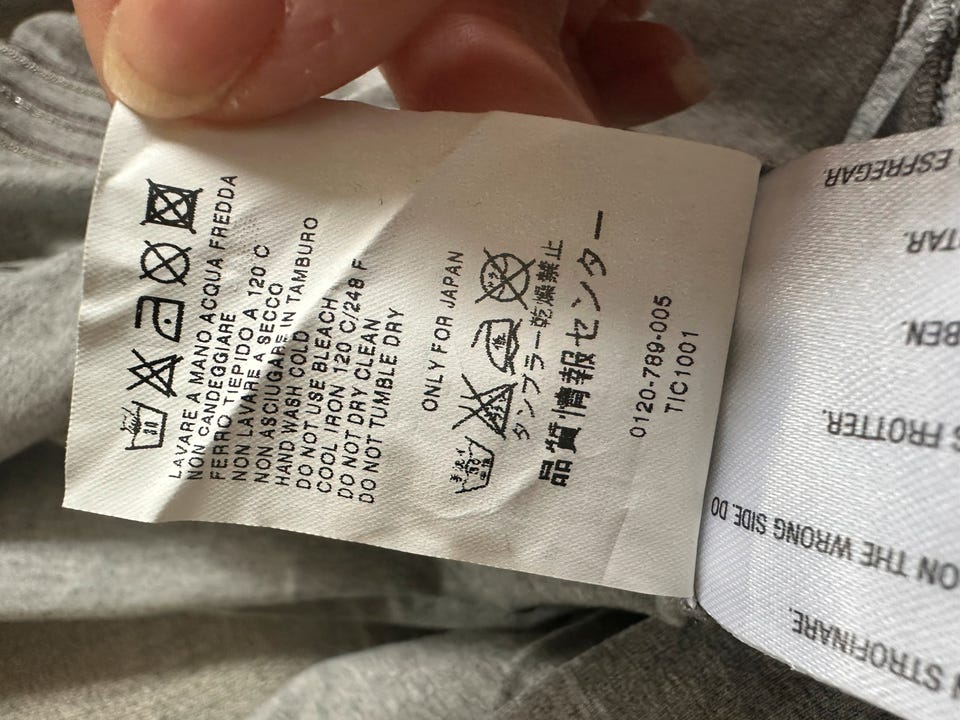 30
LAVARE A MANO ACQUA FREDDA
NON CANDEGGIARE
FERRO TIEPIDO A 120 C
NON LAVARE A SECCO
NON ASCIUGARE IN TAMBURO
HAND WASH COLD
DO NOT USE BLEACH
COOL IRON 120 C/248 F
DO NOT DRY CLEAN
DO NOT TUMBLE DRY
ONLY FOR JAPAN
タンブラー乾燥禁止
品質情報センター
0120-789-005
TIC1001
ESFREGAR.
TAR.
BEN.
FROTTER.
ON THE WRONG SIDE. DO
STROFINARE.